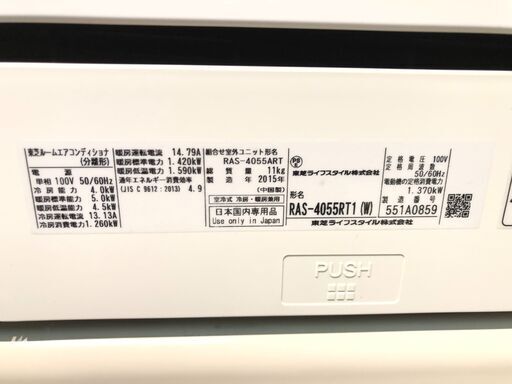 東芝ルームエアコンディショナ
(分離形)
電源
単相 100V 50/60Hz
冷房能力 4.0kW
暖房標準能力 5.0kW
暖房低温能力 4.5kW
冷房運転電流 13.13A
冷房消費電力 1.260kW
暖房運転電流 14.79A
暖房標準電力 1.420kW
暖房低温電力 1.590kW
通年エネルギー消費効率
(JIS C 9612:2013) 4.9
組合せ室外ユニット形名
RAS-4055ART
総質量 11kg
製造年 2015年
(中国製)
空冷式 冷房・暖房兼用
日本国内専用品
Use only in Japan
PSE
東芝ライフスタイル株式会社
定格電圧 100V
定格周波数
50/60Hz
電動機の定格消費電力
1.370kW
形名
RAS-4055RT1(W)
製造番号
551A0859
東芝ライフスタイル株式会社
PUSH